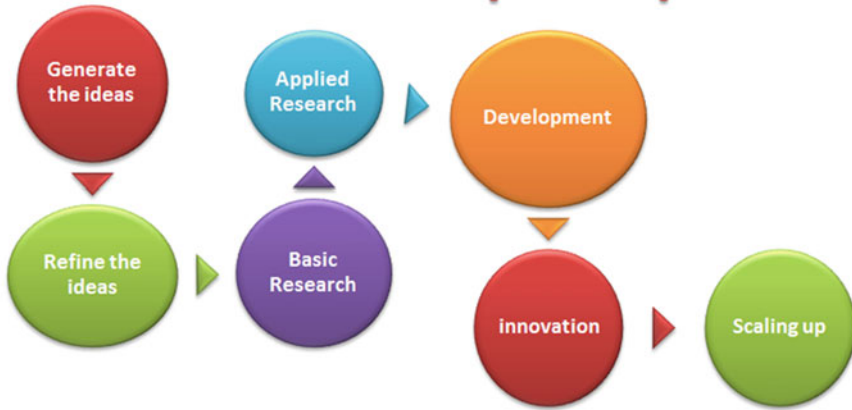 Generate
the ideas
Refine the
ideas
Basic
Research
Applied
Research
Development
innovation
Scaling up